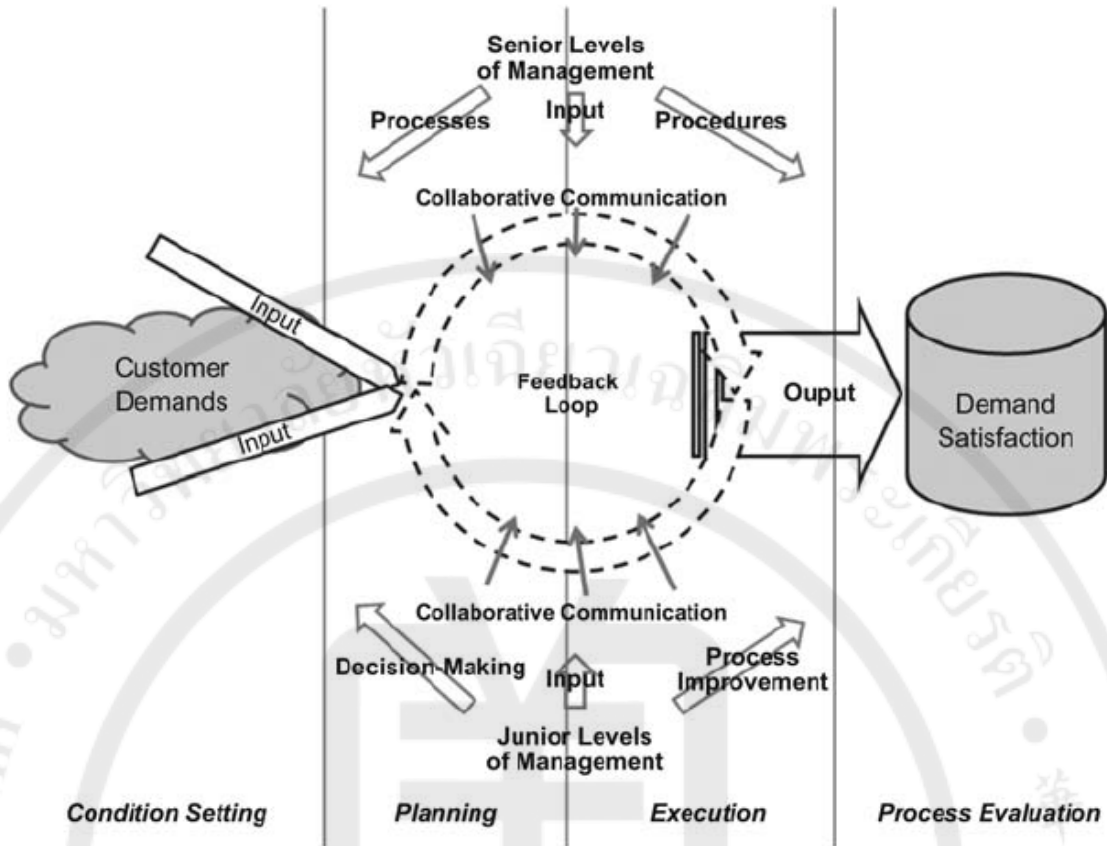 Senior Levels
of Management
Processes
Input
Procedures
Collaborative Communication
Input
Input
Customer
Demands
Feedback
Loop
Ouput
Demand
Satisfaction
Collaborative Communication
Decision-Making
Input
Process
Improvement
Junior Levels
of Management
Condition Setting
Planning
Execution
Process Evaluation